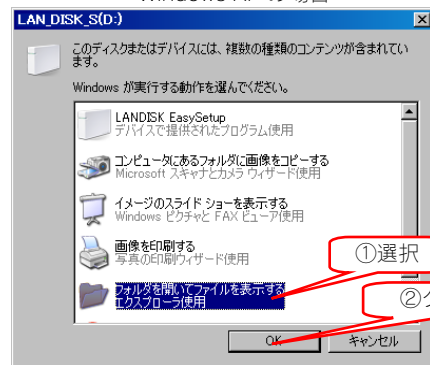 LAN_DISK_S(D:)
このディスクまたはデバイスには、複数の種類のコンテンツが含まれてい
ます。
Windows が実行する動作を選んでください。
LANDISK EasySetup
デバイスで提供されたプログラム使用
コンピュータにあるフォルダに画像をコピーする
Microsoft スキャナとカメラ ウィザード使用
イメージのスライド ショーを表示する
Windows ピクチャと FAX ビューア使用
画像を印刷する
写真の印刷ウィザード使用
①選択
フォルダを開いてファイルを表示する
エクスプローラ使用
②
OK
キャンセル